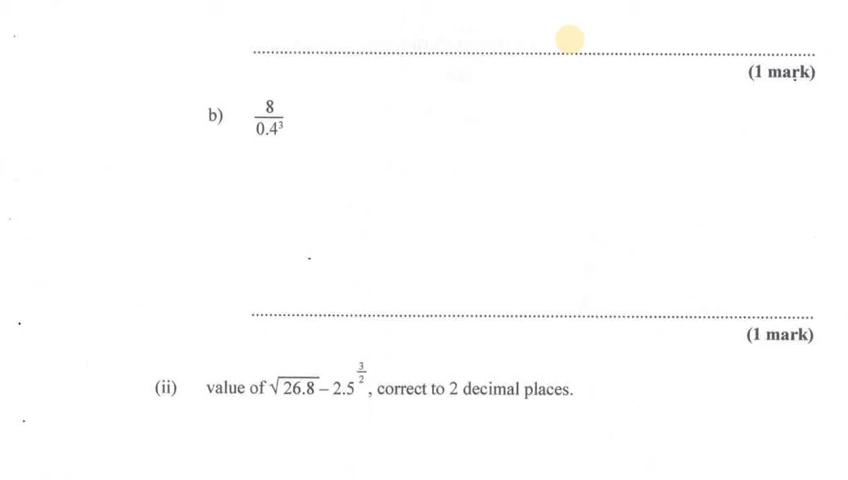 (1 mark)
b) 8/0.4³
(1 mark)
(ii) value of √26.8 – 2.5^(3/2), correct to 2 decimal places.